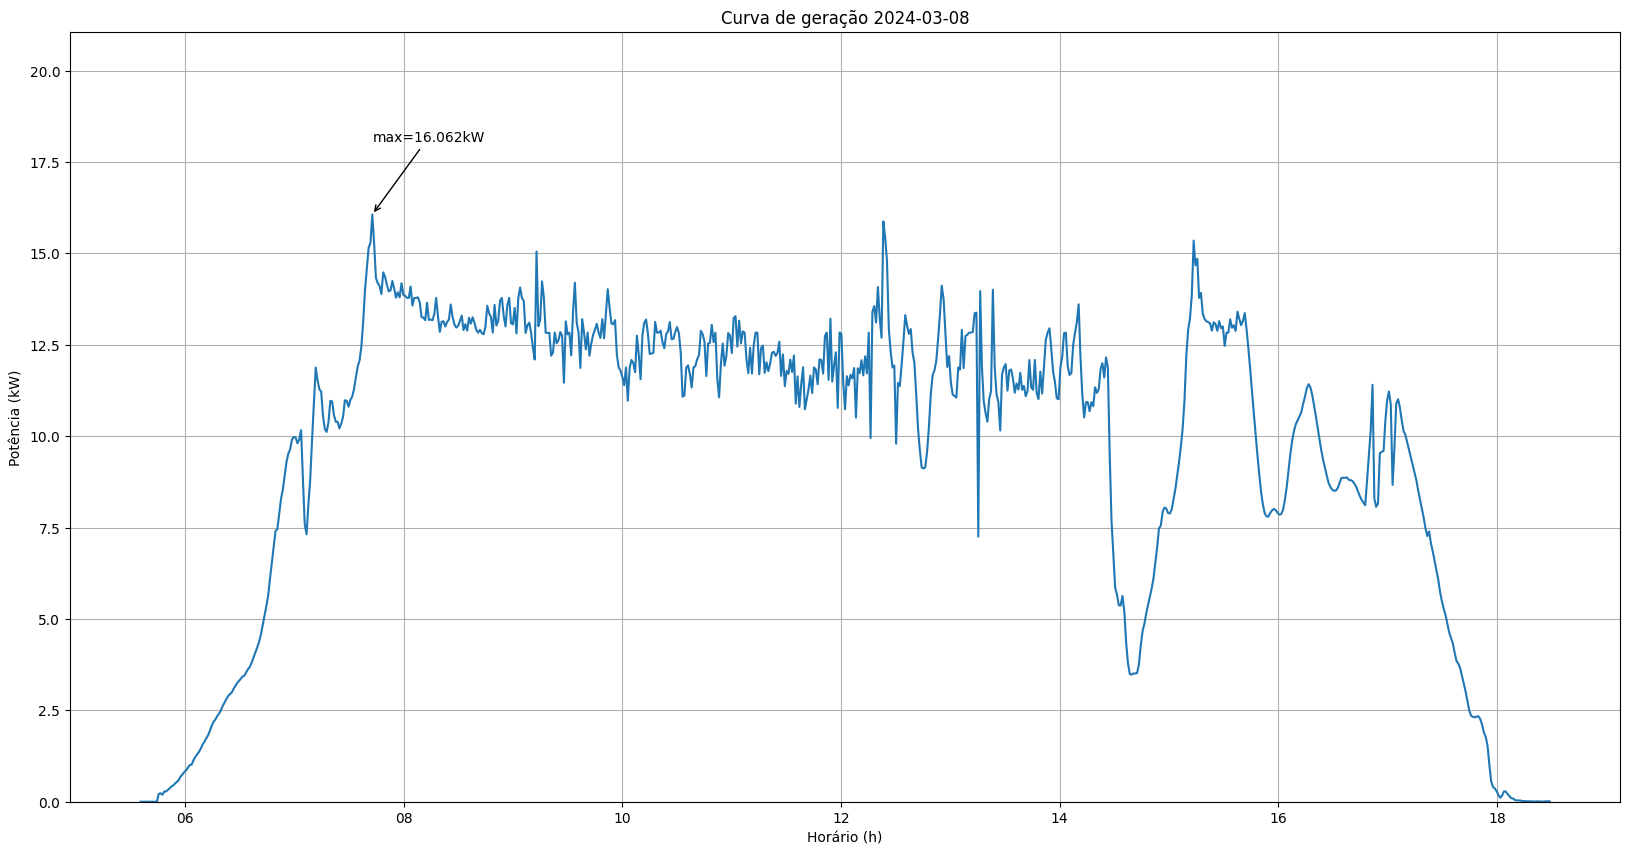 Curva de geração 2024-03-08
20.0
17.5
15.0
12.5
10.0
7.5
5.0
2.5
0.0
Potência (kW)
max=16.062kW
06 08 10 12 14 16 18
Horário (h)